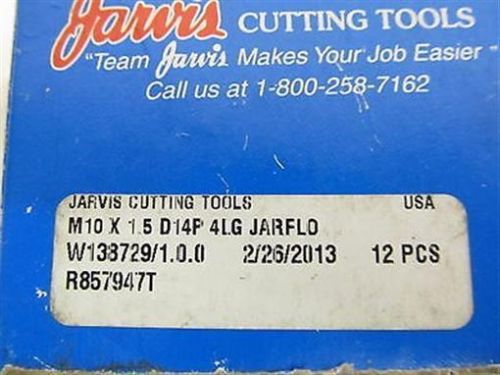 Jarvis CUTTING TOOLS
"Team Jarvis Makes Your Job Easier"
Call us at 1-800-258-7162
JARVIS CUTTING TOOLS USA
M10 X 1.5 D14P 4LG JARFLO
W138729/1.0.0 2/26/2013 12 PCS
R857947T